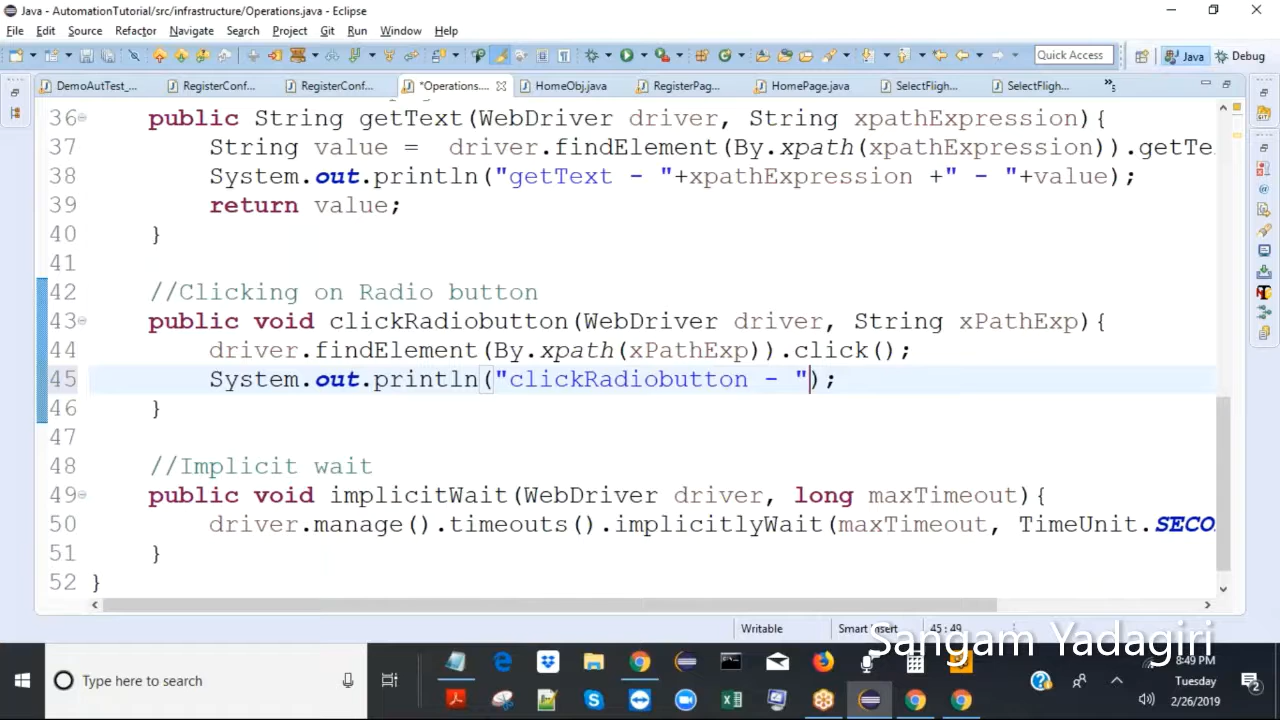 Java - AutomationTutorial/src/infrastructure/Operations.java - Eclipse
File Edit Source Refactor Navigate Search Project Git Run Window Help
Quick Access Java Debug
DemoAutTest_... RegisterConf... RegisterConf... *Operations.... HomeObj.java RegisterPag... HomePage.java SelectFligh... SelectFligh... »5
36 public String getText(WebDriver driver, String xpathExpression){
37 String value =  driver.findElement(By.xpath(xpathExpression)).getTe
38 System.out.println("getText - "+xpathExpression +" - "+value);
39 return value;
40 }
41
42 //Clicking on Radio button
43 public void clickRadiobutton(WebDriver driver, String xPathExp){
44 driver.findElement(By.xpath(xPathExp)).click();
45 System.out.println("clickRadiobutton - ");
46 }
47
48 //Implicit wait
49 public void implicitWait(WebDriver driver, long maxTimeout){
50 driver.manage().timeouts().implicitlyWait(maxTimeout, TimeUnit.SECO
51 }
52 }
Writable Smart Insert 45 : 49
Sangam Yadagiri
Type here to search
8:49 PM
Tuesday
2/26/2019
2